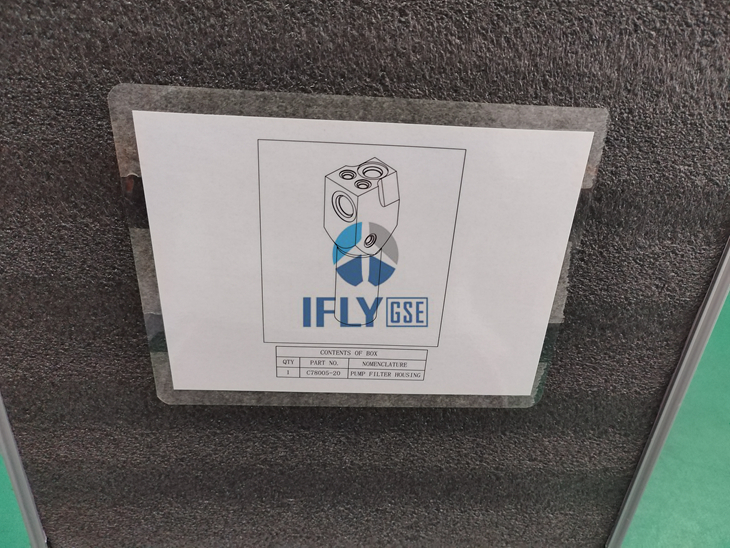 IFLY GSE
CONTENTS OF BOX
QTY PART NO. NOMENCLATURE
1 C78005-20 PUMP FILTER HOUSING